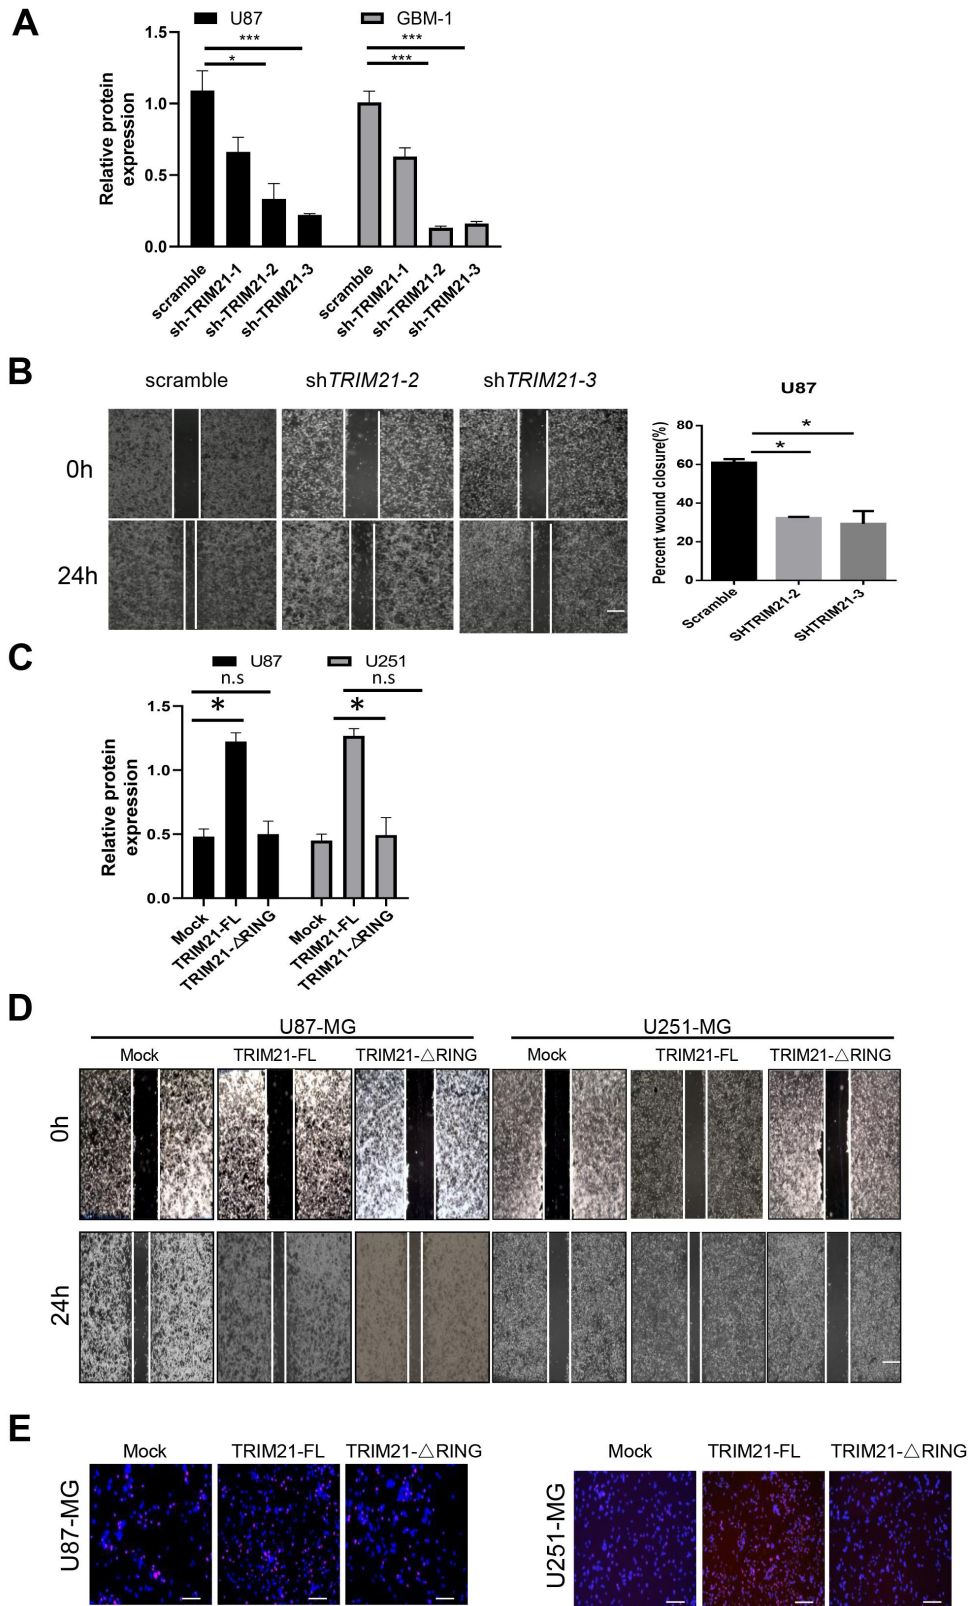 A
U87
GBM-1
Relative protein
expression
1.5
1.0
0.5
0.0
***
*
***
***
scramble
sh-TRIM21-1
sh-TRIM21-2
sh-TRIM21-3
scramble
sh-TRIM21-1
sh-TRIM21-2
sh-TRIM21-3
B
scramble
shTRIM21-2
shTRIM21-3
0h
24h
U87
Percent wound closure(%)
80
60
40
20
0
*
*
Scramble
SHTRIM21-2
SHTRIM21-3
C
U87
U251
n.s
n.s
*
*
Relative protein
expression
1.5
1.0
0.5
0.0
Mock
TRIM21-FL
TRIM21-△RING
Mock
TRIM21-FL
TRIM21-△RING
D
U87-MG
U251-MG
Mock
TRIM21-FL
TRIM21-△RING
Mock
TRIM21-FL
TRIM21-△RING
0h
24h
E
Mock
TRIM21-FL
TRIM21-△RING
Mock
TRIM21-FL
TRIM21-△RING
U87-MG
U251-MG